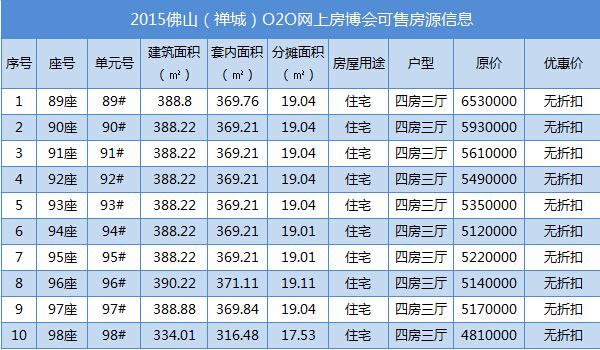 2015佛山（禅城）O2O网上房博会可售房源信息
序号 座号 单元号 建筑面积（㎡） 套内面积（㎡） 分摊面积（㎡） 房屋用途 户型 原价 优惠价
1 89座 89# 388.8 369.76 19.04 住宅 四房三厅 6530000 无折扣
2 90座 90# 388.22 369.21 19.04 住宅 四房三厅 5930000 无折扣
3 91座 91# 388.22 369.21 19.04 住宅 四房三厅 5610000 无折扣
4 92座 92# 388.22 369.21 19.04 住宅 四房三厅 5490000 无折扣
5 93座 93# 388.22 369.21 19.04 住宅 四房三厅 5350000 无折扣
6 94座 94# 388.22 369.21 19.01 住宅 四房三厅 5120000 无折扣
7 95座 95# 388.22 369.21 19.01 住宅 四房三厅 5220000 无折扣
8 96座 96# 390.22 371.11 19.11 住宅 四房三厅 5140000 无折扣
9 97座 97# 388.88 369.84 19.04 住宅 四房三厅 5170000 无折扣
10 98座 98# 334.01 316.48 17.53 住宅 四房三厅 4810000 无折扣